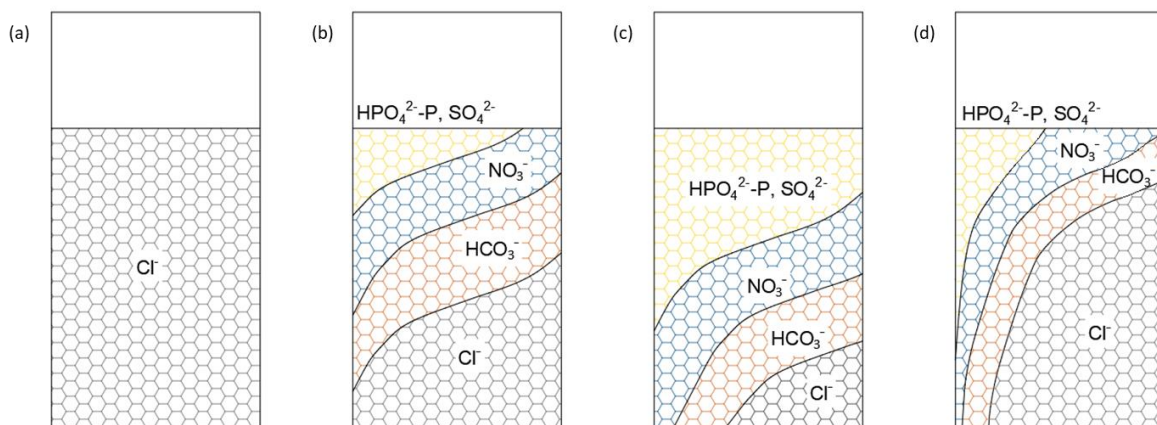 (a)
Cl⁻
(b)
HPO₄²⁻-P, SO₄²⁻
NO₃⁻
HCO₃⁻
Cl⁻
(c)
HPO₄²⁻-P, SO₄²⁻
NO₃⁻
HCO₃⁻
Cl⁻
(d)
HPO₄²⁻-P, SO₄²⁻
NO₃⁻
HCO₃⁻
Cl⁻